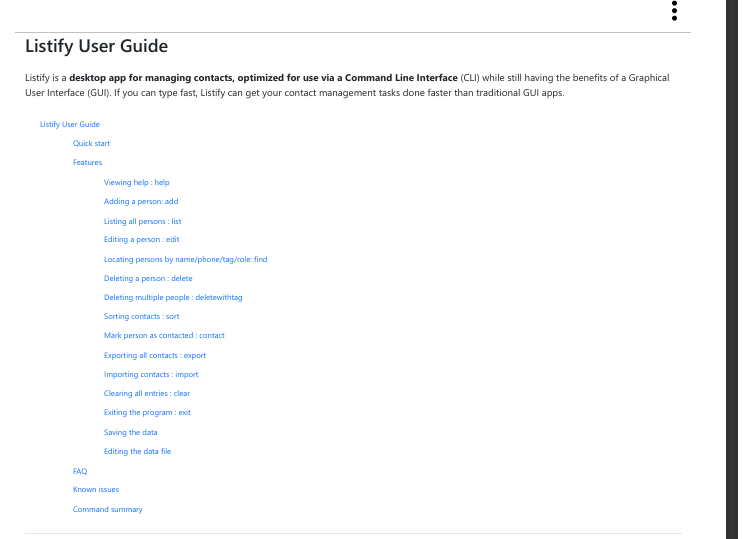 Listify User Guide
Listify is a desktop app for managing contacts, optimized for use via a Command Line Interface (CLI) while still having the benefits of a Graphical
User Interface (GUI). If you can type fast, Listify can get your contact management tasks done faster than traditional GUI apps.
Listify User Guide
Quick start
Features
Viewing help : help
Adding a person: add
Listing all persons : list
Editing a person : edit
Locating persons by name/phone/tag/role: find
Deleting a person : delete
Deleting multiple people : deletewithtag
Sorting contacts : sort
Mark person as contacted : contact
Exporting all contacts : export
Importing contacts : import
Clearing all entries : clear
Exiting the program : exit
Saving the data
Editing the data file
FAQ
Known issues
Command summary